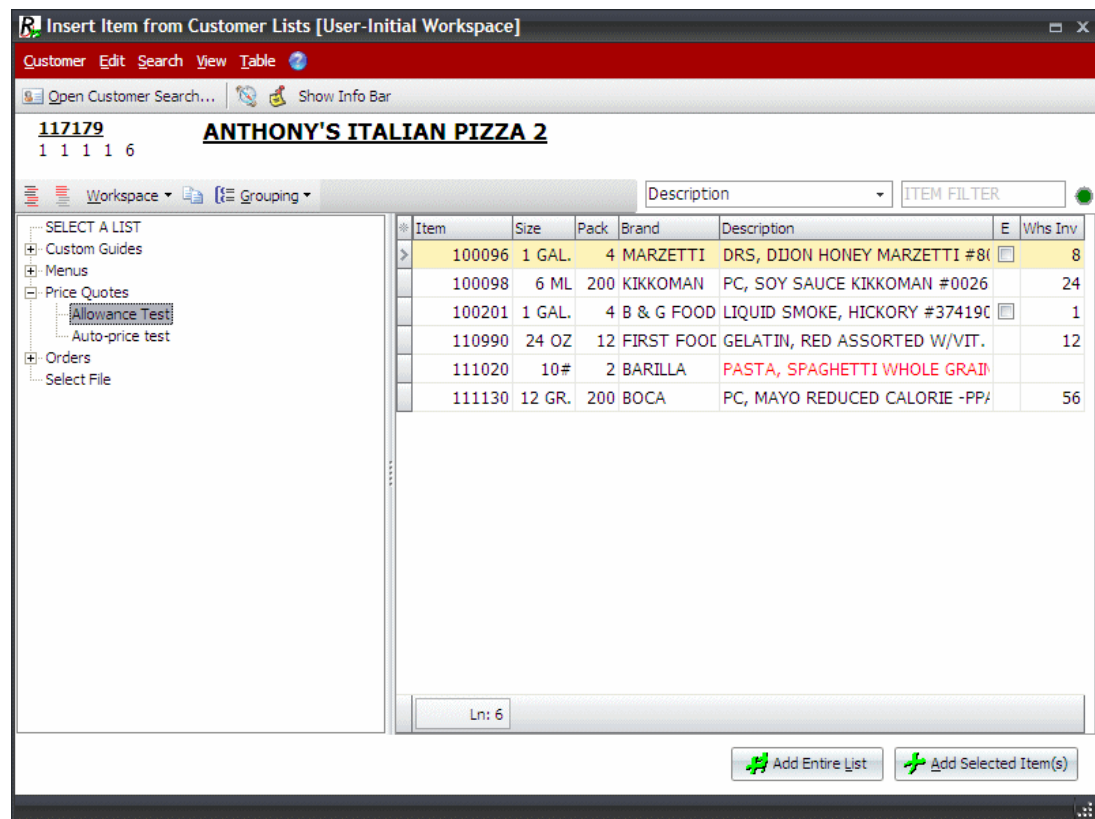 Insert Item from Customer Lists [User-Initial Workspace]
Customer Edit Search View Table
Open Customer Search... Show Info Bar
117179 ANTHONY'S ITALIAN PIZZA 2
1 1 1 1 6
Workspace Grouping Description ITEM FILTER
SELECT A LIST
Custom Guides
Menus
Price Quotes
Allowance Test
Auto-price test
Orders
Select File
Item Size Pack Brand Description E Whs Inv
100096 1 GAL. 4 MARZETTI DRS, DIJON HONEY MARZETTI #8( 8
100098 6 ML 200 KIKKOMAN PC, SOY SAUCE KIKKOMAN #0026 24
100201 1 GAL. 4 B & G FOOD LIQUID SMOKE, HICKORY #37419 1
110990 24 OZ 12 FIRST FOO GELATIN, RED ASSORTED W/VIT. 12
111020 10# 2 BARILLA PASTA, SPAGHETTI WHOLE GRAIN
111130 12 GR. 200 BOCA PC, MAYO REDUCED CALORIE -PP 56
Ln: 6
Add Entire List Add Selected Item(s)